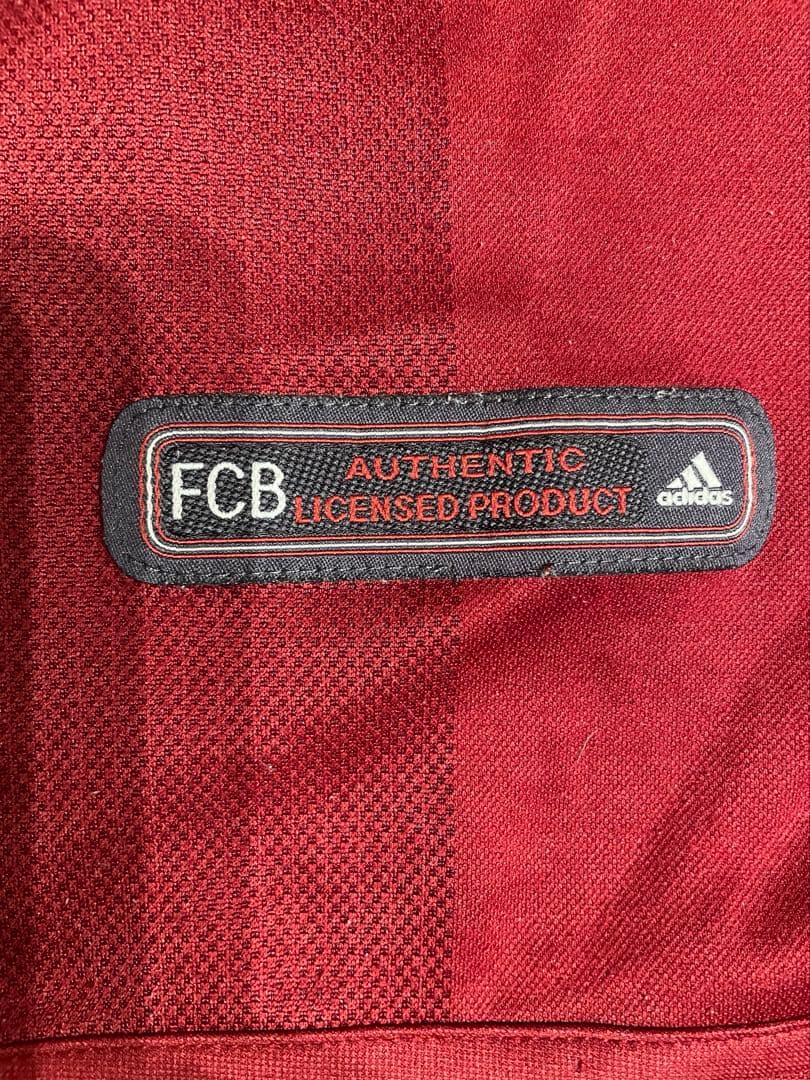 FCB
AUTHENTIC
LICENSED PRODUCT
adidas